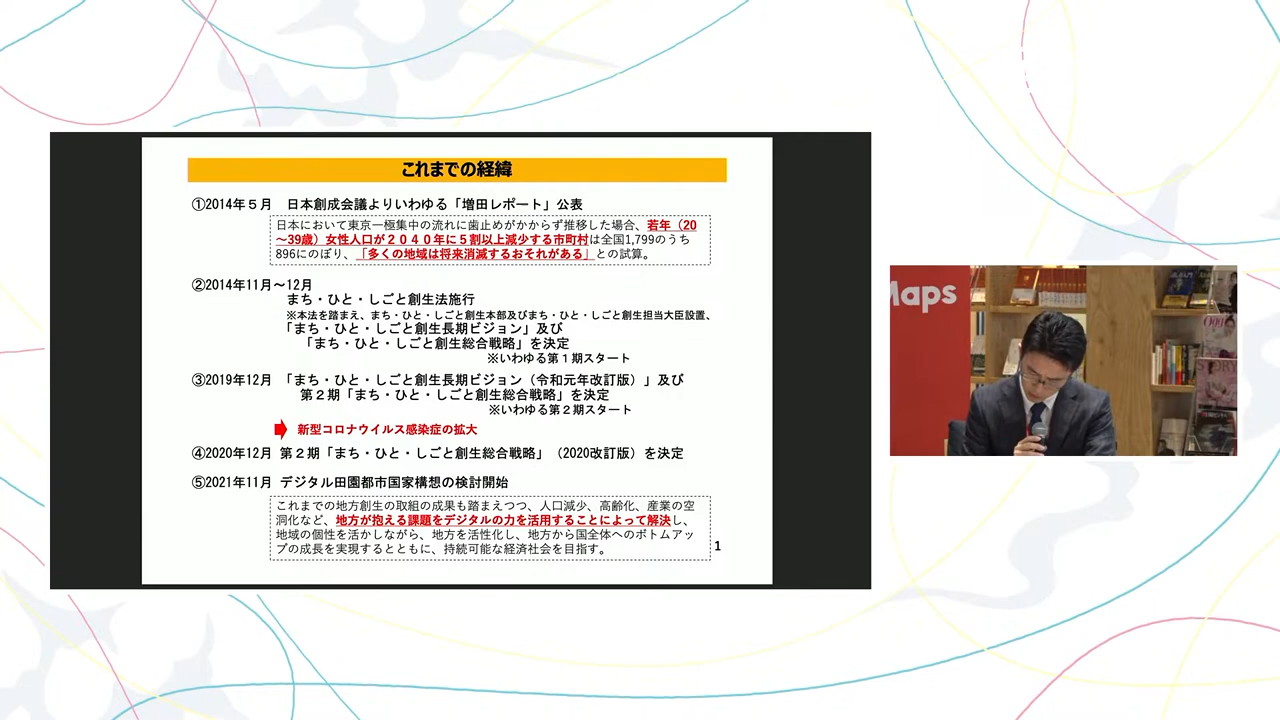 これまでの経緯
①2014年５月 日本創成会議よりいわゆる「増田レポート」公表
日本において東京一極集中の流れに歯止めがかからず推移した場合、若年（20
～39歳）女性人口が２０４０年に５割以上減少する市町村は全国1,799のうち
896にのぼり、「多くの地域は将来消滅するおそれがある」との試算。
②2014年11月～12月
まち・ひと・しごと創生法施行
※本法を踏まえ、まち・ひと・しごと創生本部及びまち・ひと・しごと創生担当大臣設置、
「まち・ひと・しごと創生長期ビジョン」及び
「まち・ひと・しごと創生総合戦略」を決定
※いわゆる第１期スタート
③2019年12月 「まち・ひと・しごと創生長期ビジョン（令和元年改訂版）」及び
第２期「まち・ひと・しごと創生総合戦略」を決定
※いわゆる第２期スタート
新型コロナウイルス感染症の拡大
④2020年12月 第２期「まち・ひと・しごと創生総合戦略」（2020改訂版）を決定
⑤2021年11月 デジタル田園都市国家構想の検討開始
これまでの地方創生の取組の成果も踏まえつつ、人口減少、高齢化、産業の空
洞化など、地方が抱える課題をデジタルの力を活用することによって解決し、
地域の個性を活かしながら、地方を活性化し、地方から国全体へのボトムアッ
プの成長を実現するとともに、持続可能な経済社会を目指す。
1
Maps
STORY